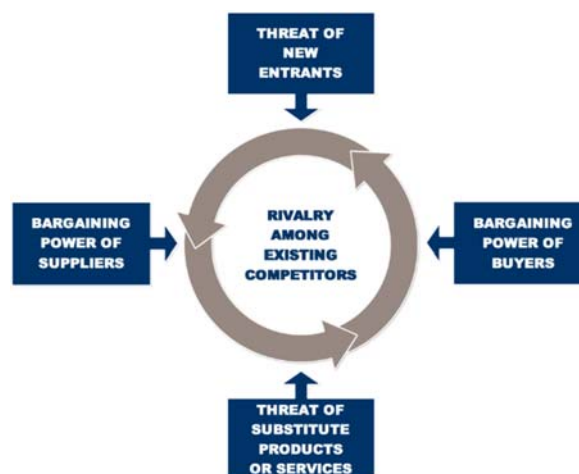 THREAT OF
NEW
ENTRANTS
BARGAINING
POWER OF
SUPPLIERS
RIVALRY
AMONG
EXISTING
COMPETITORS
BARGAINING
POWER OF
BUYERS
THREAT OF
SUBSTITUTE
PRODUCTS
OR SERVICES